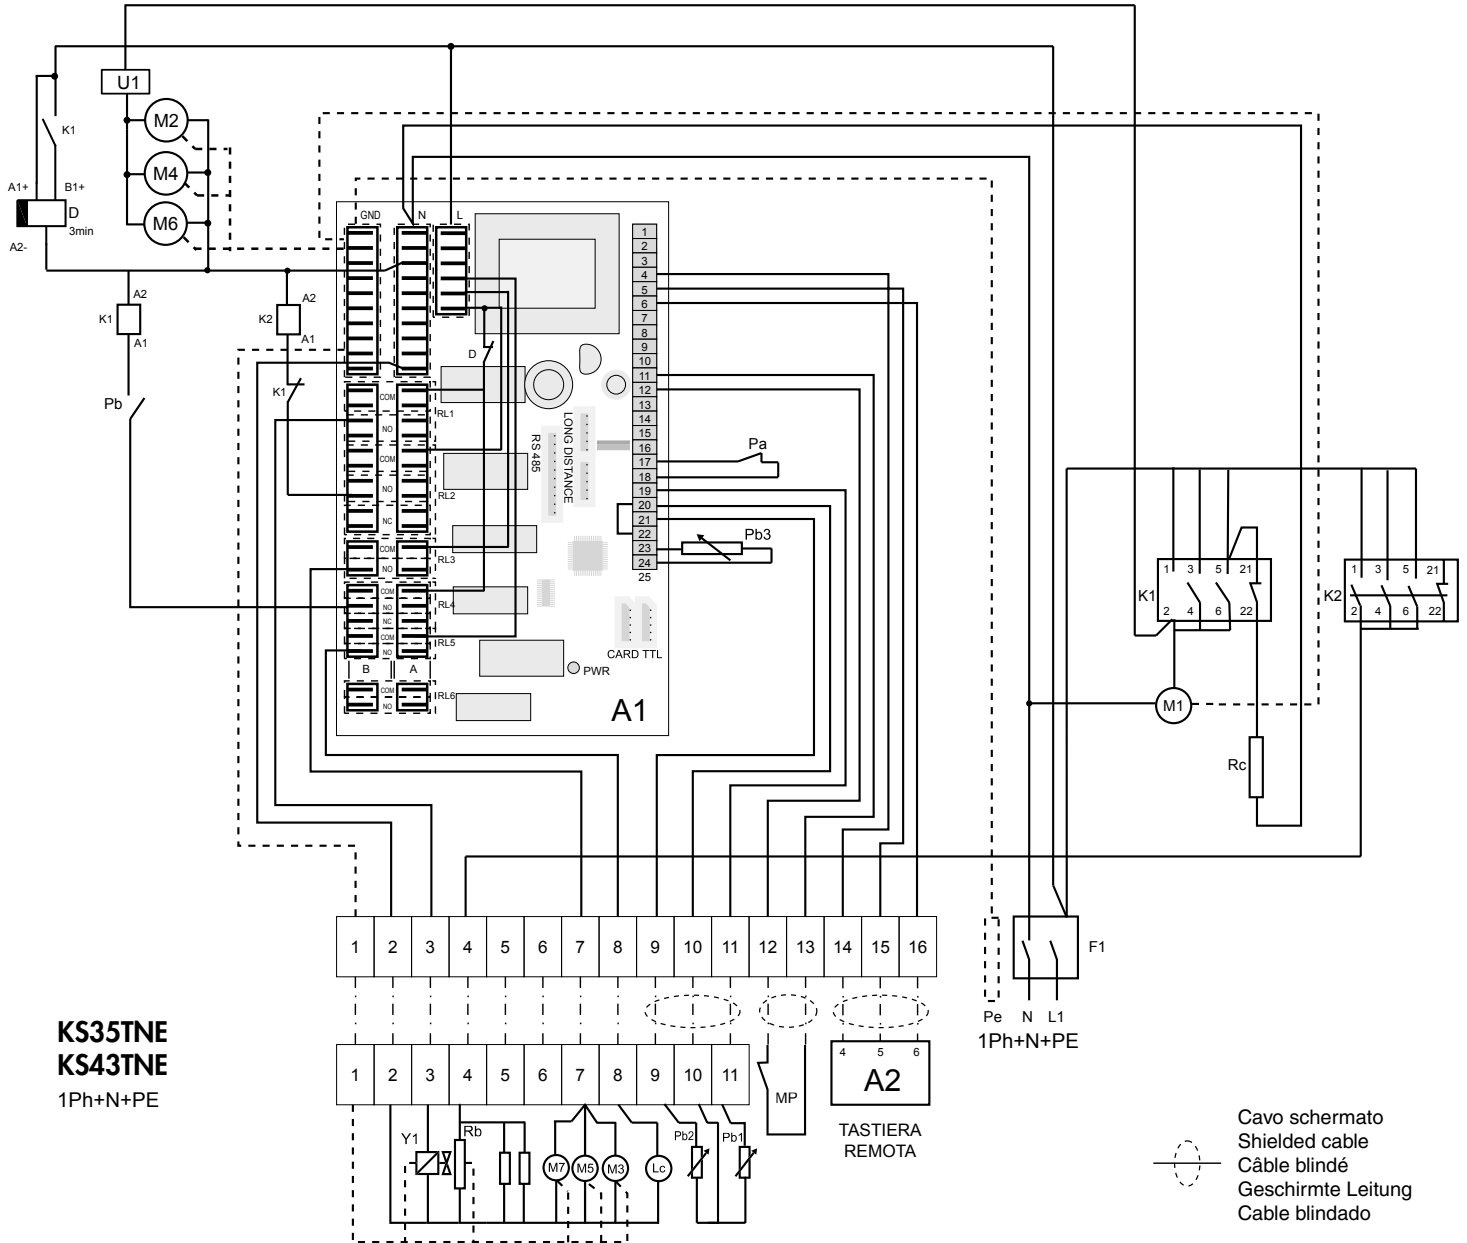 U1
M2
K1
M4
A1+ B1+
D
3min
M6
A2-
GND N L
A2
K1
A1
A2
K2
A1
K1
Pb
D
COM
RL1
NO
COM
NO
RL2
NC
COM
RL3
NO
COM
RL4
NO
NC
COM
RL5
NO
B A
COM
RL6
NO
RS 485
LONG DISTANCE
CARD TTL
PWR
A1
1
2
3
4
5
6
7
8
9
10
11
12
13
14
15
16
17
18
19
20
21
22
23
24
25
Pa
Pb3
K1
1 3 5 21
2 4 6 22
K2
1 3 5 21
2 4 6 22
M1
Rc
1 2 3 4 5 6 7 8 9 10 11 12 13 14 15 16
F1
Pe N L1
1Ph+N+PE
KS35TNE
KS43TNE
1Ph+N+PE
1 2 3 4 5 6 7 8 9 10 11
MP
4 5 6
A2
TASTIERA
REMOTA
Y1 Rb
M7 M5 M3 Lc
Pb2 Pb1
Cavo schermato
Shielded cable
Câble blindé
Geschirmte Leitung
Cable blindado